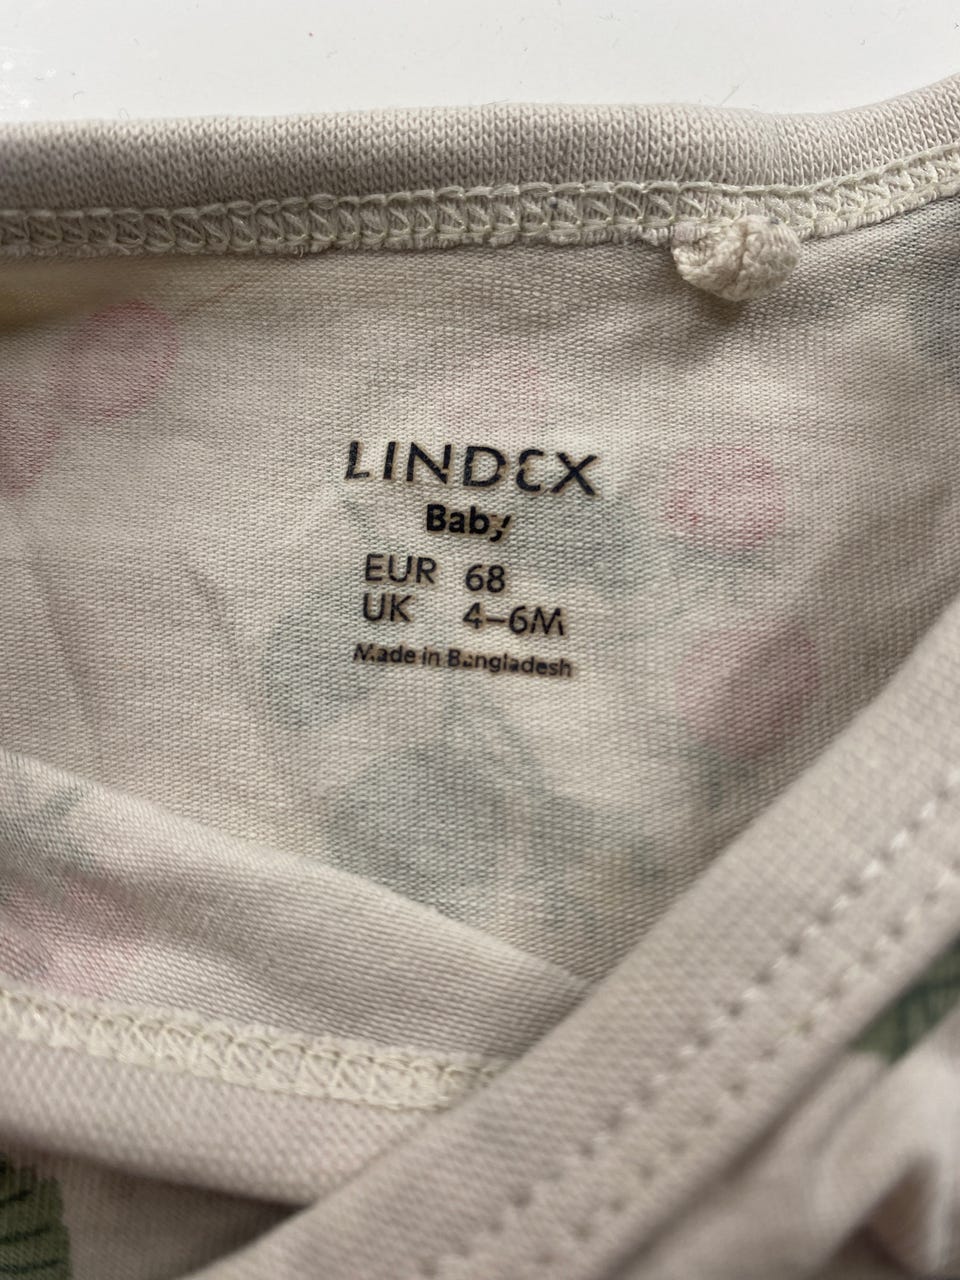 LINDEX
Baby
EUR 68
UK 4–6M
Made in Bangladesh